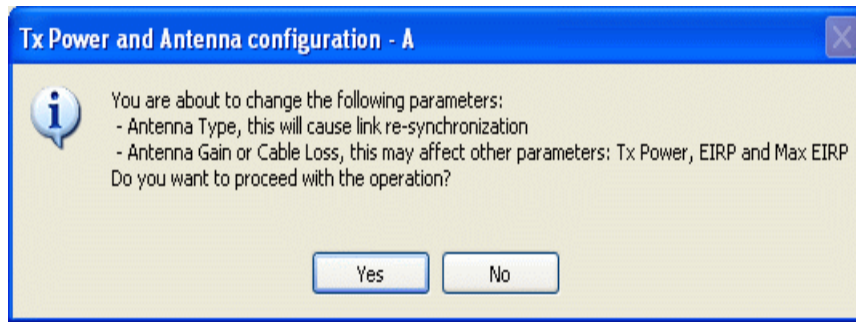 Tx Power and Antenna configuration - A
You are about to change the following parameters:
- Antenna Type, this will cause link re-synchronization
- Antenna Gain or Cable Loss, this may affect other parameters: Tx Power, EIRP and Max EIRP
Do you want to proceed with the operation?
Yes
No